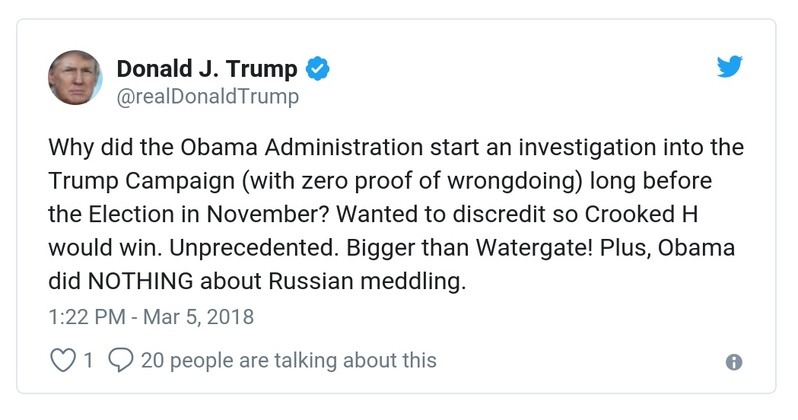 Donald J. Trump
@realDonaldTrump
Why did the Obama Administration start an investigation into the
Trump Campaign (with zero proof of wrongdoing) long before
the Election in November? Wanted to discredit so Crooked H
would win. Unprecedented. Bigger than Watergate! Plus, Obama
did NOTHING about Russian meddling.
1:22 PM - Mar 5, 2018
1 20 people are talking about this